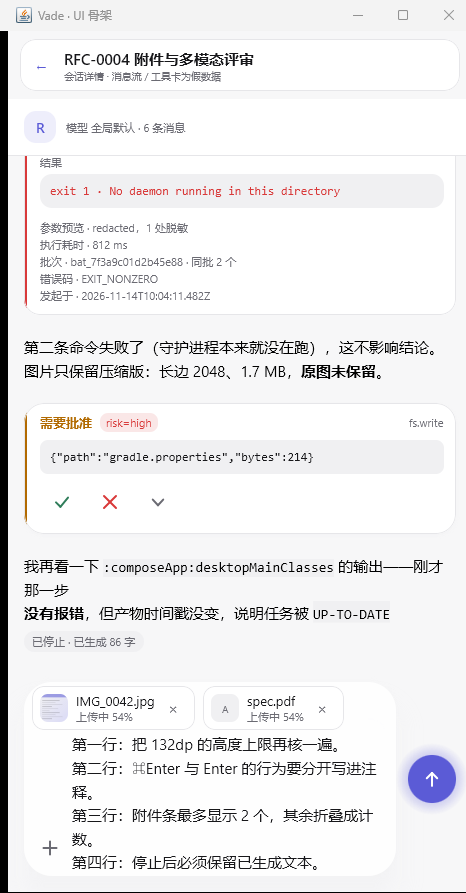 Vade · UI 骨架
RFC-0004 附件与多模态评审
会话详情 · 消息流 / 工具卡为假数据
R
模型 全局默认 · 6 条消息
结果
exit 1 · No daemon running in this directory
参数预览 · redacted，1 处脱敏
执行耗时 · 812 ms
批次 · bat_7f3a9c01d2b45e88 · 同批 2 个
错误码 · EXIT_NONZERO
发起于 · 2026-11-14T10:04:11.482Z
第二条命令失败了（守护进程本来就没在跑），这不影响结论。
图片只保留压缩版：长边 2048、1.7 MB，原图未保留。
需要批准 risk=high fs.write
{"path":"gradle.properties","bytes":214}
我再看一下 :composeApp:desktopMainClasses 的输出——刚才
那一步
没有报错，但产物时间戳没变，说明任务被 UP-TO-DATE
已停止 · 已生成 86 字
IMG_0042.jpg
上传中 54%
A
spec.pdf
上传中 54%
第一行：把 132dp 的高度上限再核一遍。
第二行：⌘Enter 与 Enter 的行为要分开写进注
释。
第三行：附件条最多显示 2 个，其余折叠成计
数。
第四行：停止后必须保留已生成文本。